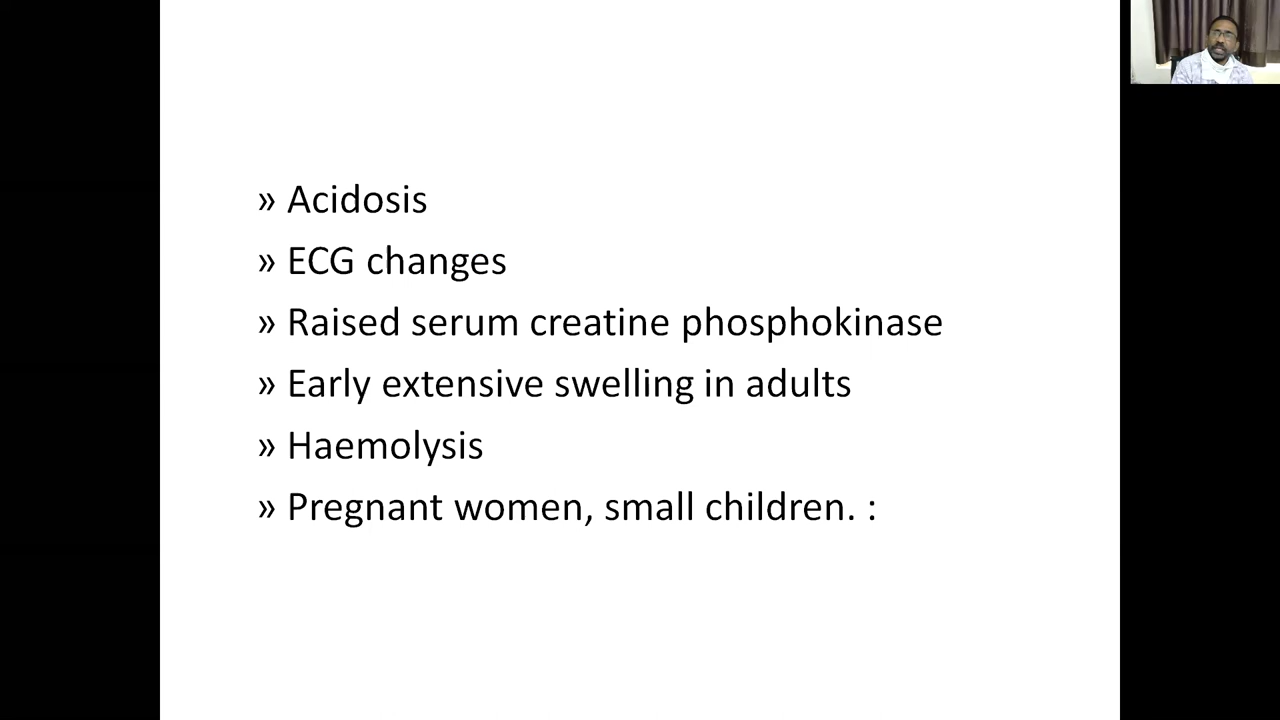 » Acidosis
» ECG changes
» Raised serum creatine phosphokinase
» Early extensive swelling in adults
» Haemolysis
» Pregnant women, small children. :